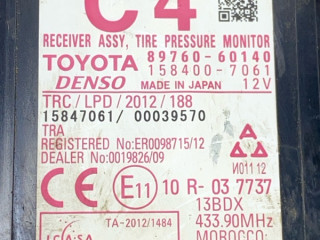 C4
RECEIVER ASSY, TIRE PRESSURE MONITOR
TOYOTA 89760-60140
DENSO 158400-7061
MADE IN JAPAN 12V
TRC/LPD/2012/188
15847061/ 00039570
TRA
REGISTERED No:ER0098715/12
DEALER No:0019826/09
И011 12
CE E11 10 R- 03 7737
13BDX
TA-2012/1484 433.90MHz
I.C.A.S.A MOROCCO